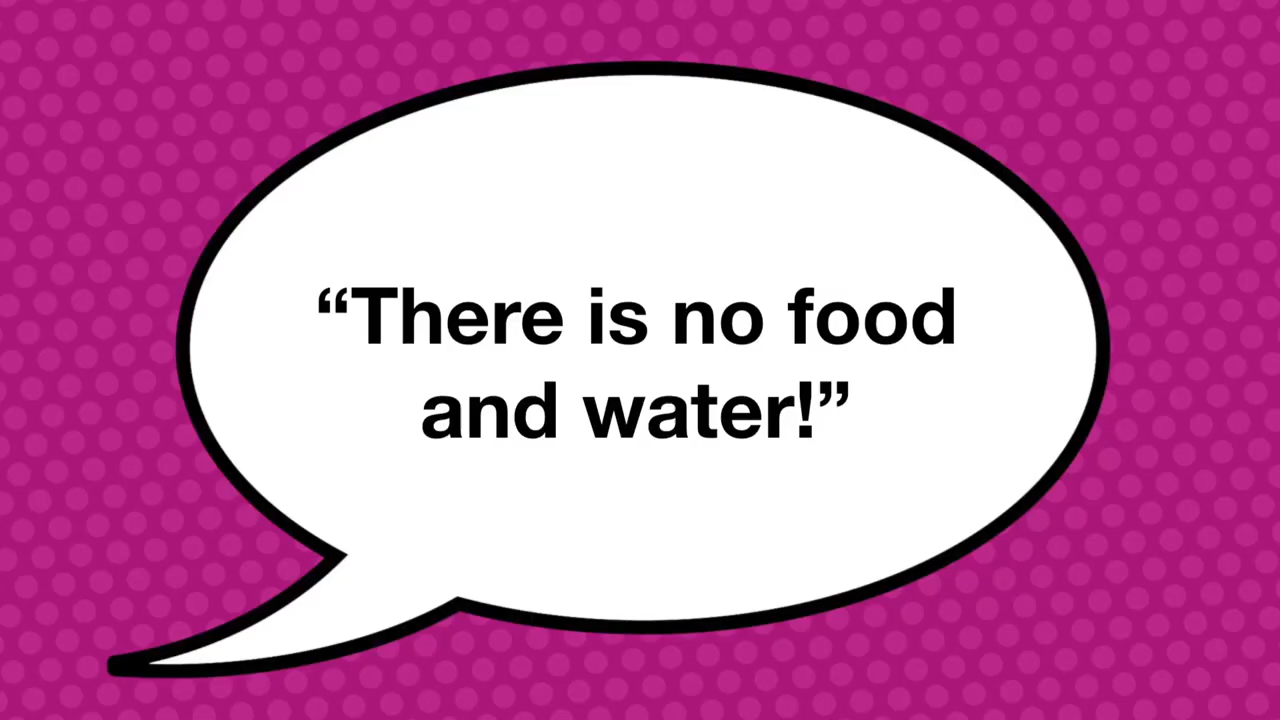 “There is no food
and water!”